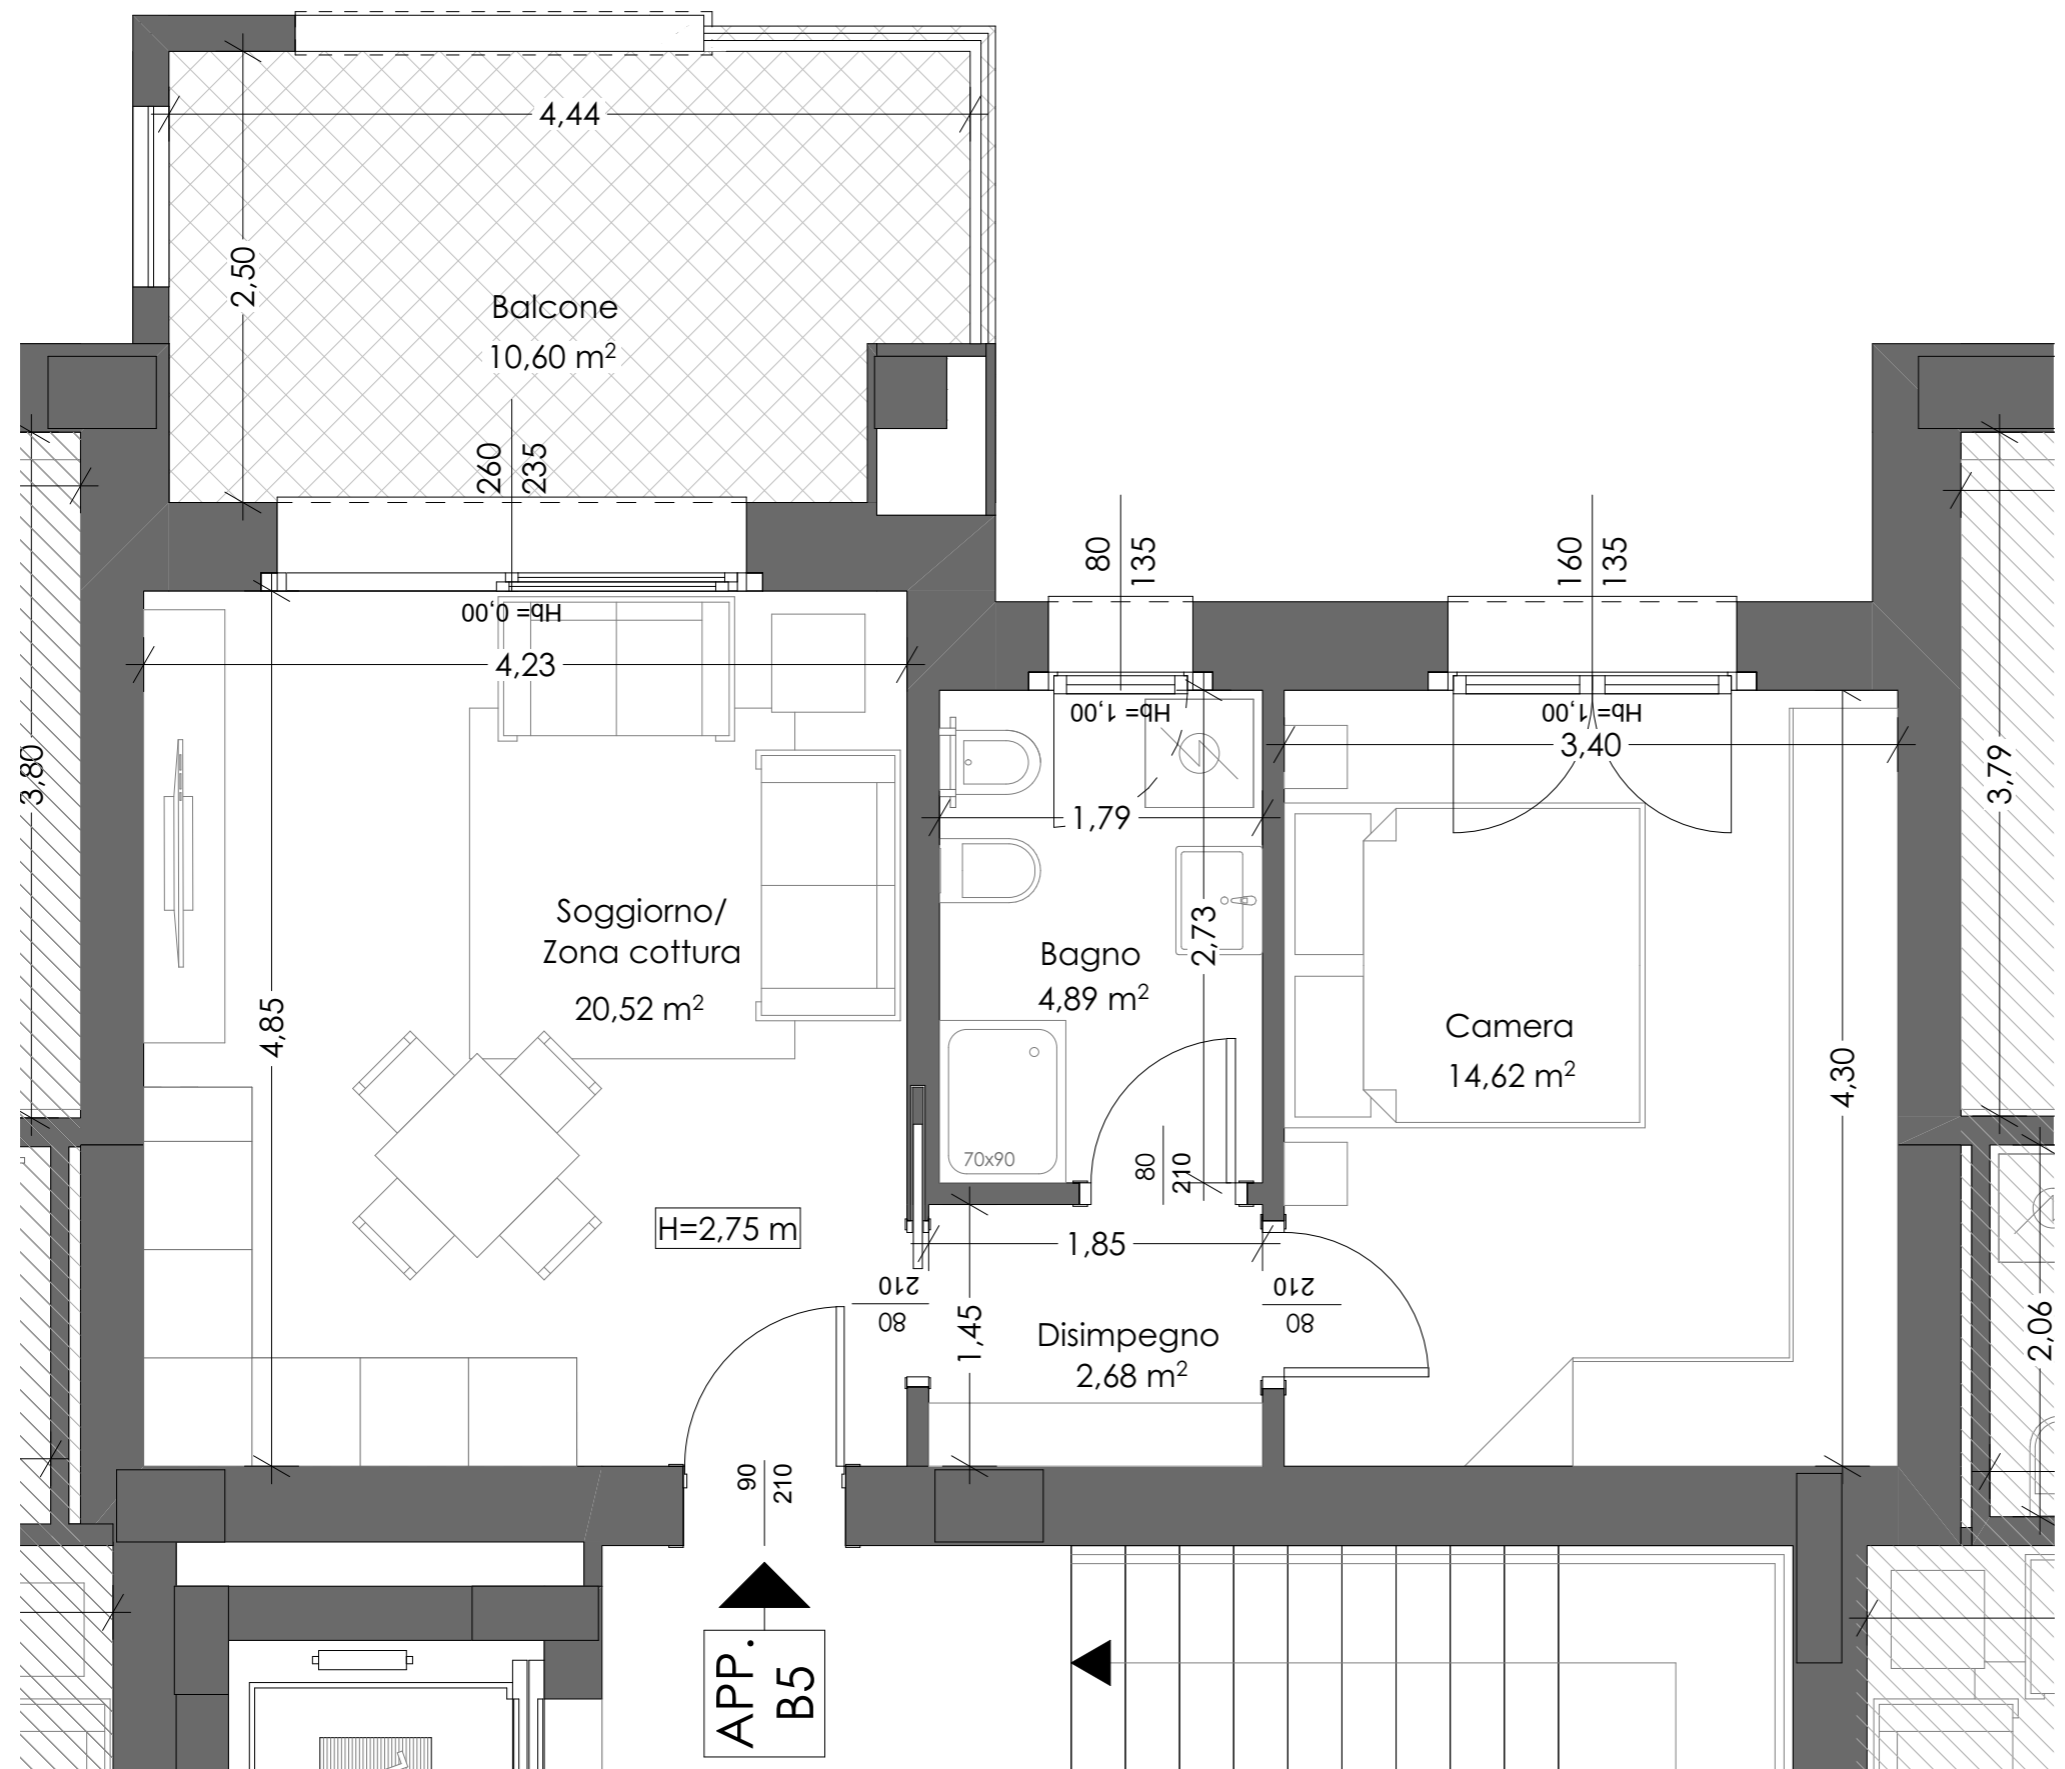 4,44
2,50
Balcone
10,60 m²
260
235
80
135
160
135
Hb= 0,00
4,23
Hb= 1,00
Hb= 1,00
3,40
3,80
3,79
1,79
Soggiorno/
Zona cottura
20,52 m²
2,73
Bagno
4,89 m²
4,85
Camera
14,62 m²
4,30
70x90
80
210
H=2,75 m
1,85
210
80
210
80
1,45
Disimpegno
2,68 m²
2,06
90
210
APP.
B5